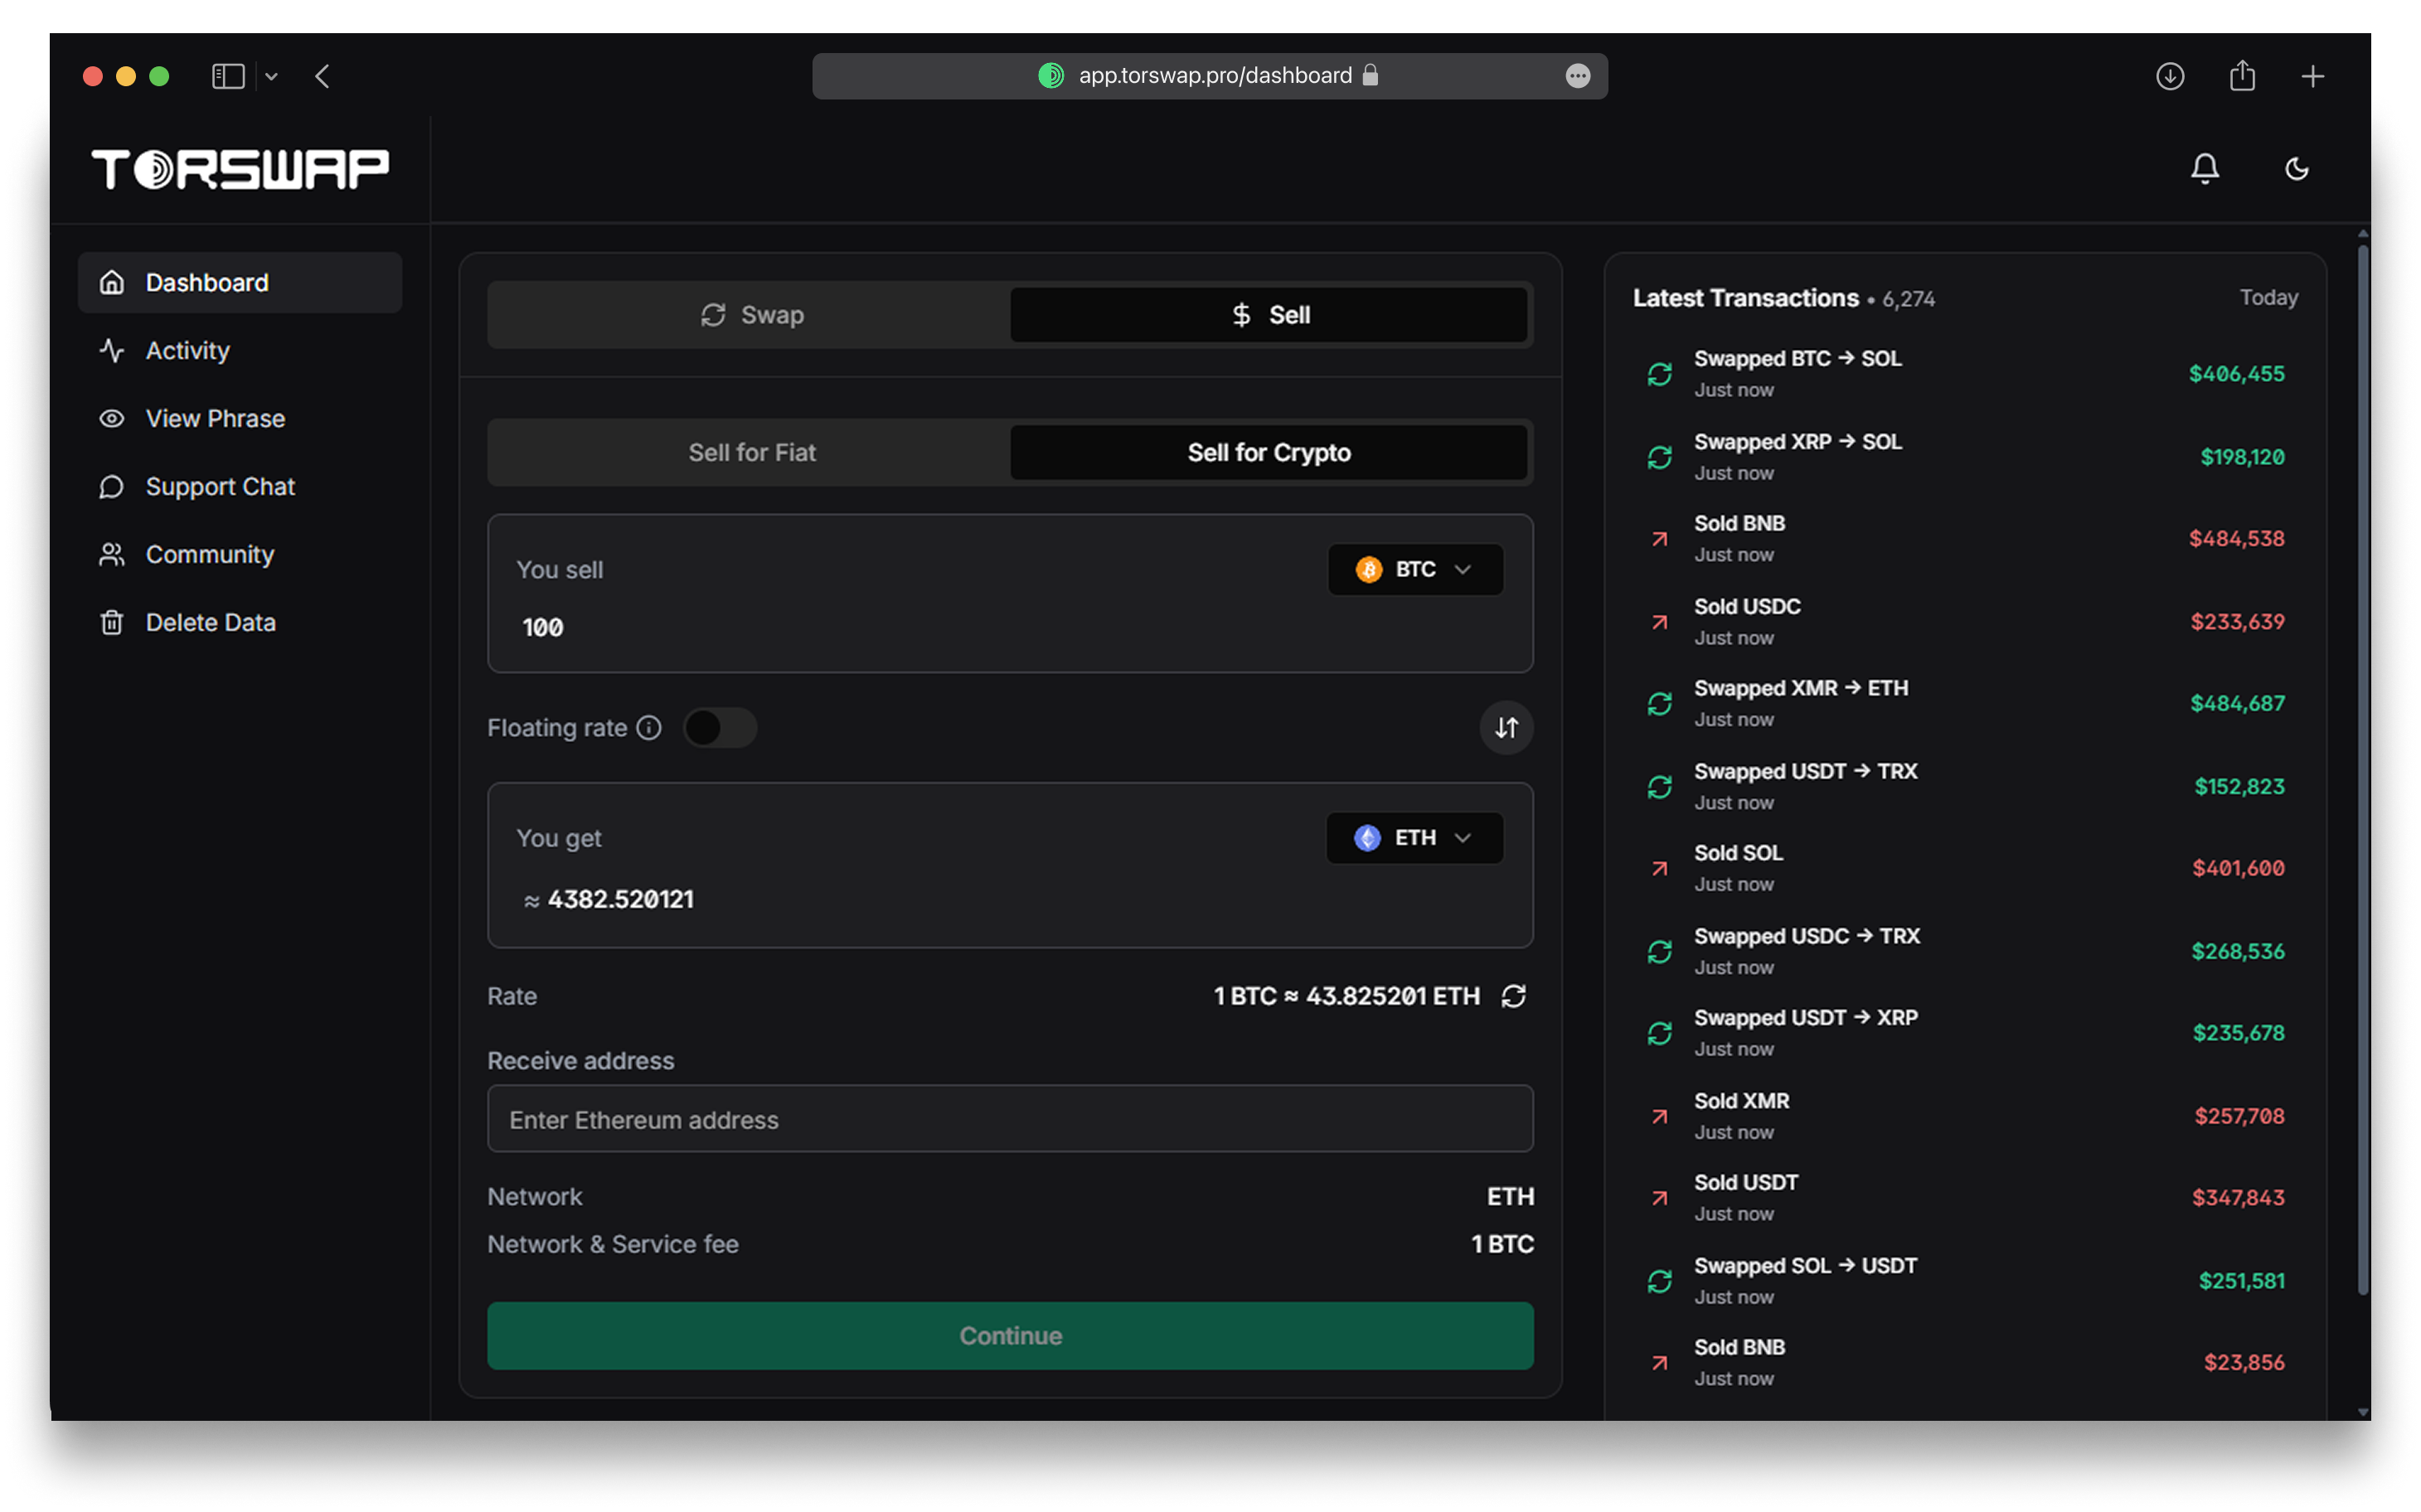 app.torswap.pro/dashboard
TORSWAP
Dashboard
Activity
View Phrase
Support Chat
Community
Delete Data
Swap
$ Sell
Sell for Fiat
Sell for Crypto
You sell
BTC
100
Floating rate
You get
ETH
≈ 4382.520121
Rate
1 BTC ≈ 43.825201 ETH
Receive address
Enter Ethereum address
Network
ETH
Network & Service fee
1 BTC
Continue
Latest Transactions • 6,274
Today
Swapped BTC → SOL
Just now
$406,455
Swapped XRP → SOL
Just now
$198,120
Sold BNB
Just now
$484,538
Sold USDC
Just now
$233,639
Swapped XMR → ETH
Just now
$484,687
Swapped USDT → TRX
Just now
$152,823
Sold SOL
Just now
$401,600
Swapped USDC → TRX
Just now
$268,536
Swapped USDT → XRP
Just now
$235,678
Sold XMR
Just now
$257,708
Sold USDT
Just now
$347,843
Swapped SOL → USDT
Just now
$251,581
Sold BNB
Just now
$23,856